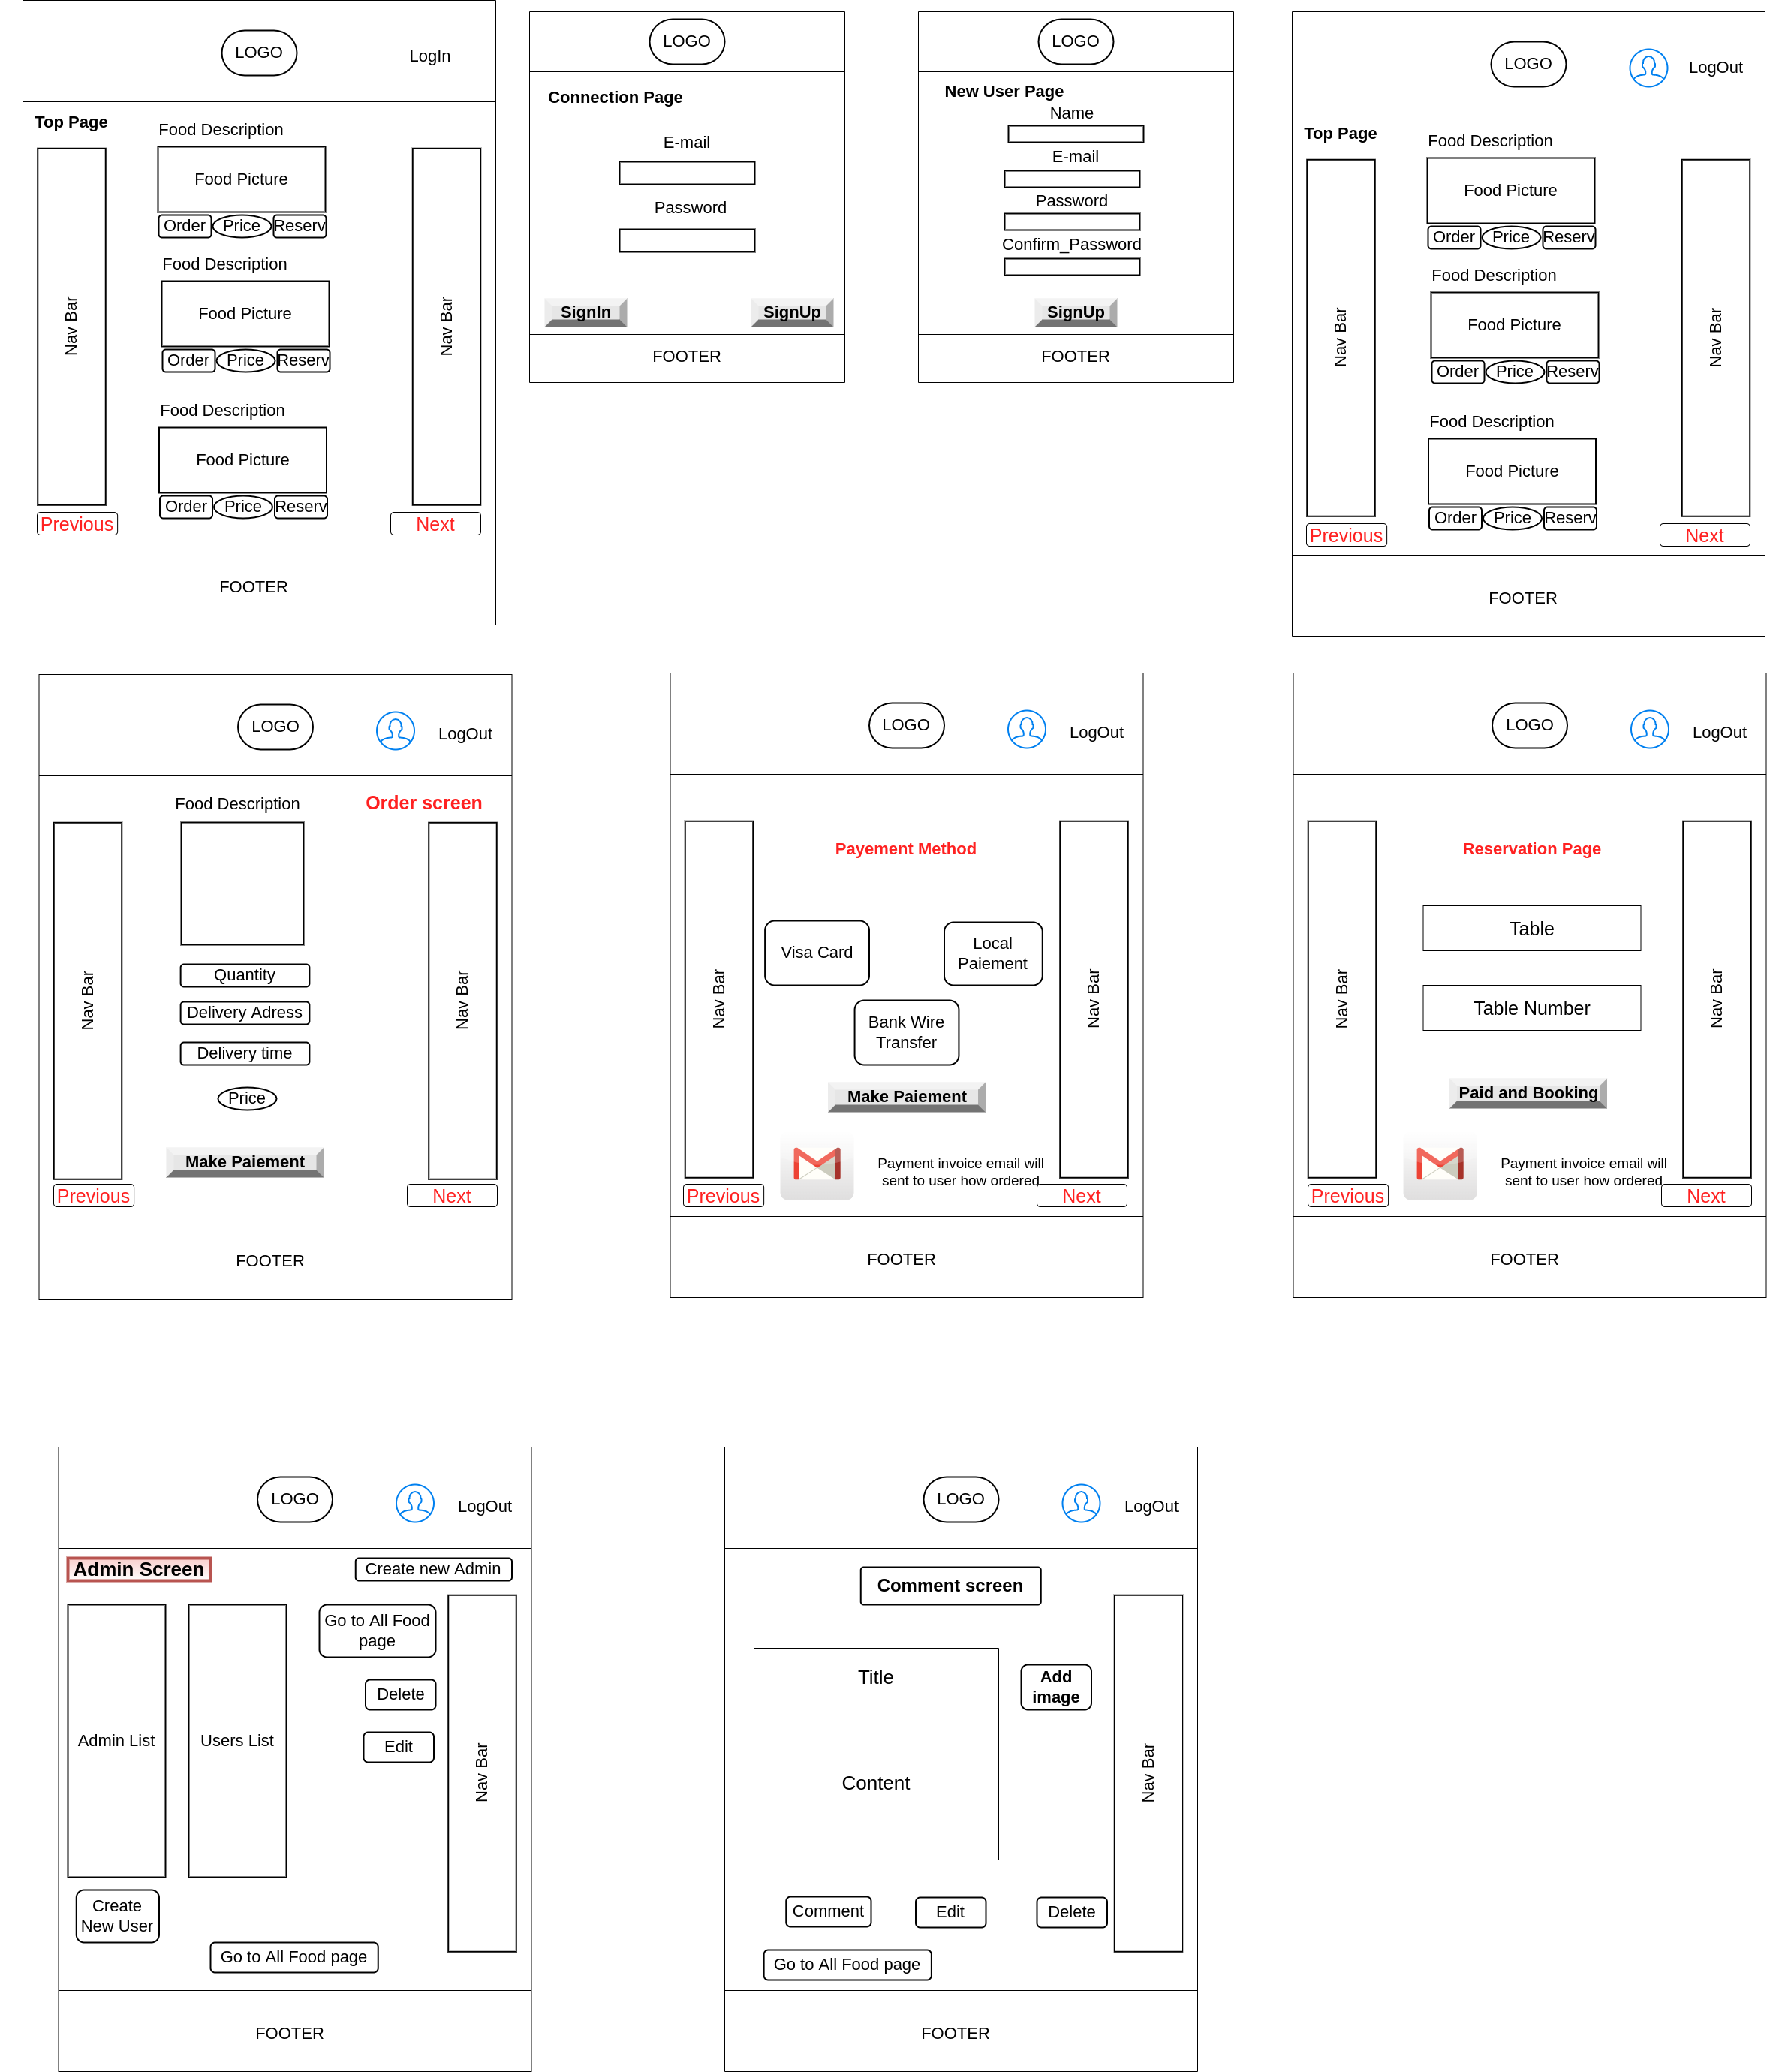 LOGO
LogIn
Top Page
Food Description
Food Picture
Order
Price
Reserv
Food Description
Food Picture
Order
Price
Reserv
Food Description
Food Picture
Order
Price
Reserv
Nav Bar
Nav Bar
Previous
Next
FOOTER
LOGO
Connection Page
E-mail
Password
SignIn
SignUp
FOOTER
LOGO
New User Page
Name
E-mail
Password
Confirm_Password
SignUp
FOOTER
LOGO
LogOut
Top Page
Food Description
Food Picture
Order
Price
Reserv
Food Description
Food Picture
Order
Price
Reserv
Food Description
Food Picture
Order
Price
Reserv
Nav Bar
Nav Bar
Previous
Next
FOOTER
LOGO
LogOut
Food Description
Order screen
Nav Bar
Quantity
Delivery Adress
Delivery time
Price
Make Paiement
Nav Bar
Previous
Next
FOOTER
LOGO
LogOut
Payement Method
Nav Bar
Visa Card
Local
Paiement
Bank Wire
Transfer
Make Paiement
Nav Bar
Payment invoice email will
sent to user how ordered
Previous
Next
FOOTER
LOGO
LogOut
Reservation Page
Nav Bar
Table
Table Number
Paid and Booking
Nav Bar
Payment invoice email will
sent to user how ordered
Previous
Next
FOOTER
LOGO
LogOut
Admin Screen
Create new Admin
Go to All Food
page
Delete
Edit
Admin List
Users List
Nav Bar
Create
New User
Go to All Food page
FOOTER
LOGO
LogOut
Comment screen
Title
Add
image
Content
Nav Bar
Comment
Edit
Delete
Go to All Food page
FOOTER